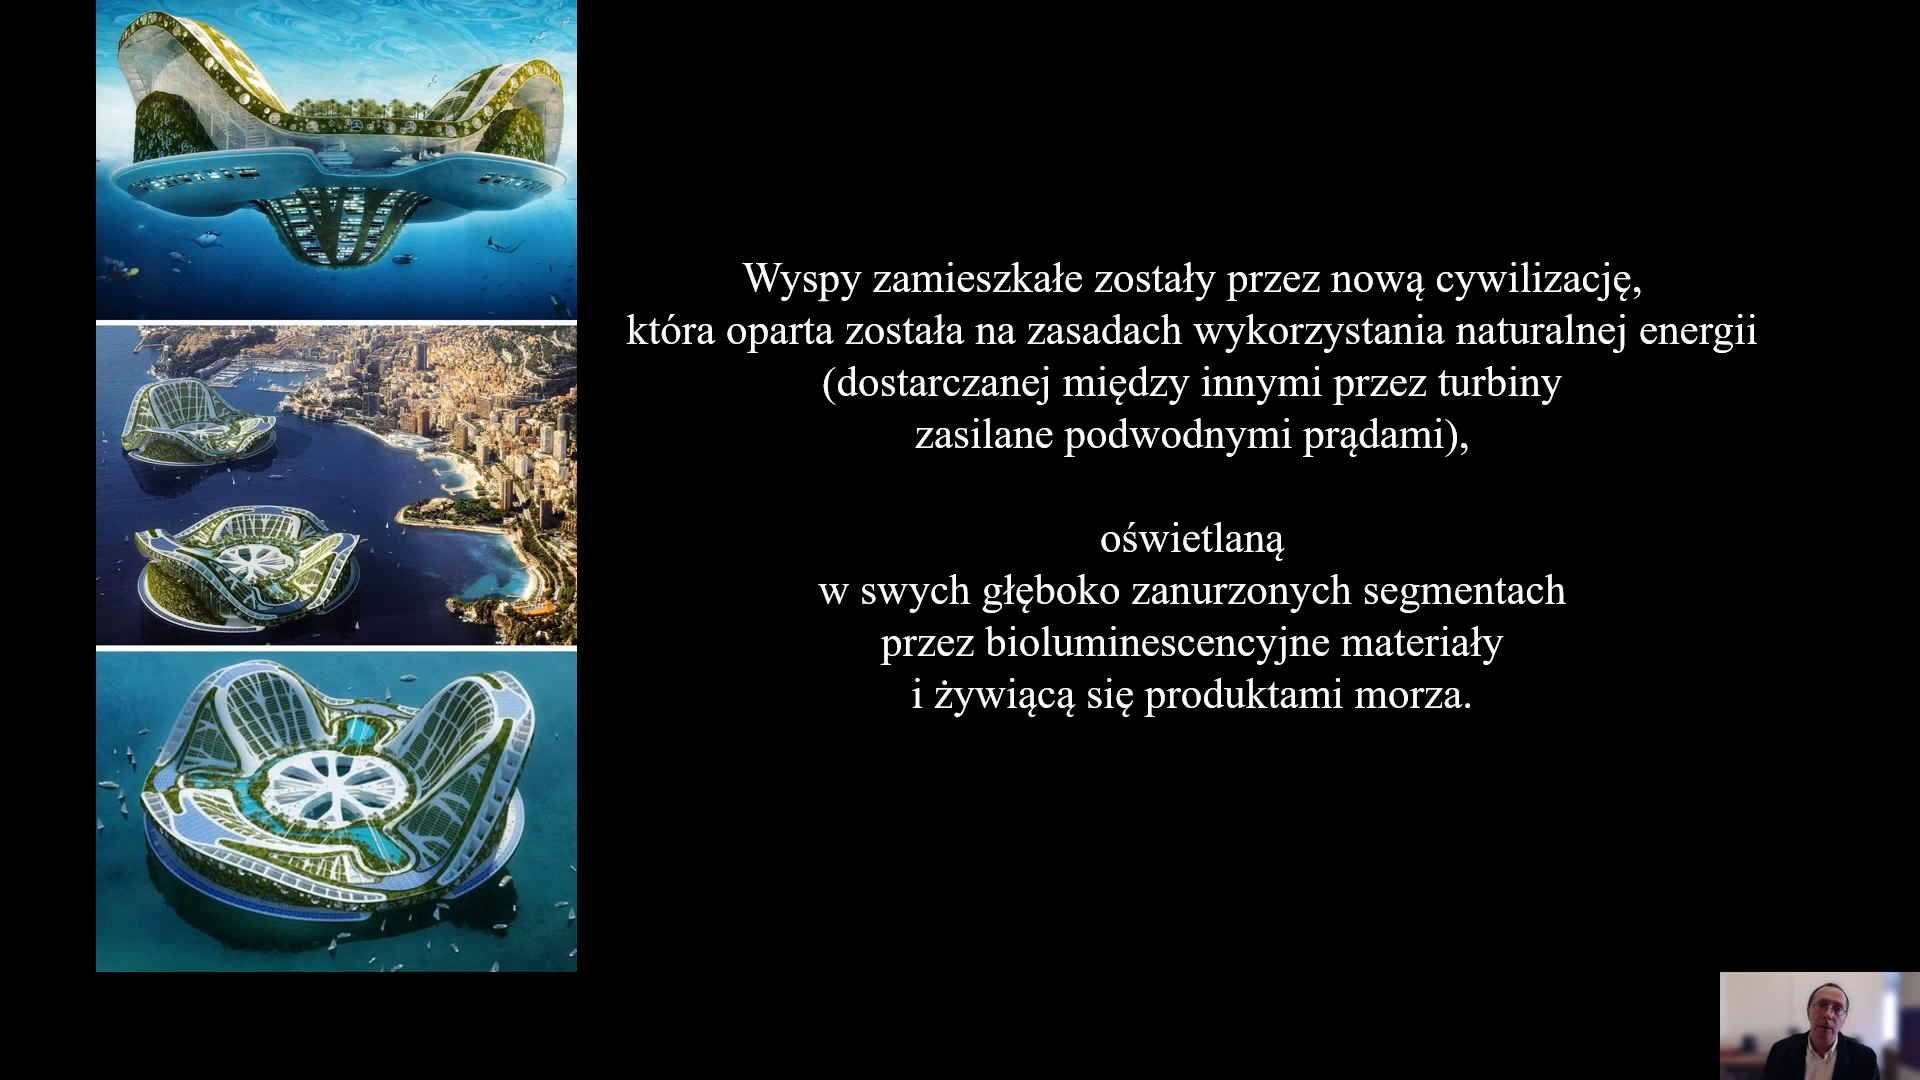 Wyspy zamieszkałe zostały przez nową cywilizację,
która oparta została na zasadach wykorzystania naturalnej energii
(dostarczanej między innymi przez turbiny
zasilane podwodnymi prądami),
oświetlaną
w swych głęboko zanurzonych segmentach
przez bioluminescencyjne materiały
i żywiącą się produktami morza.